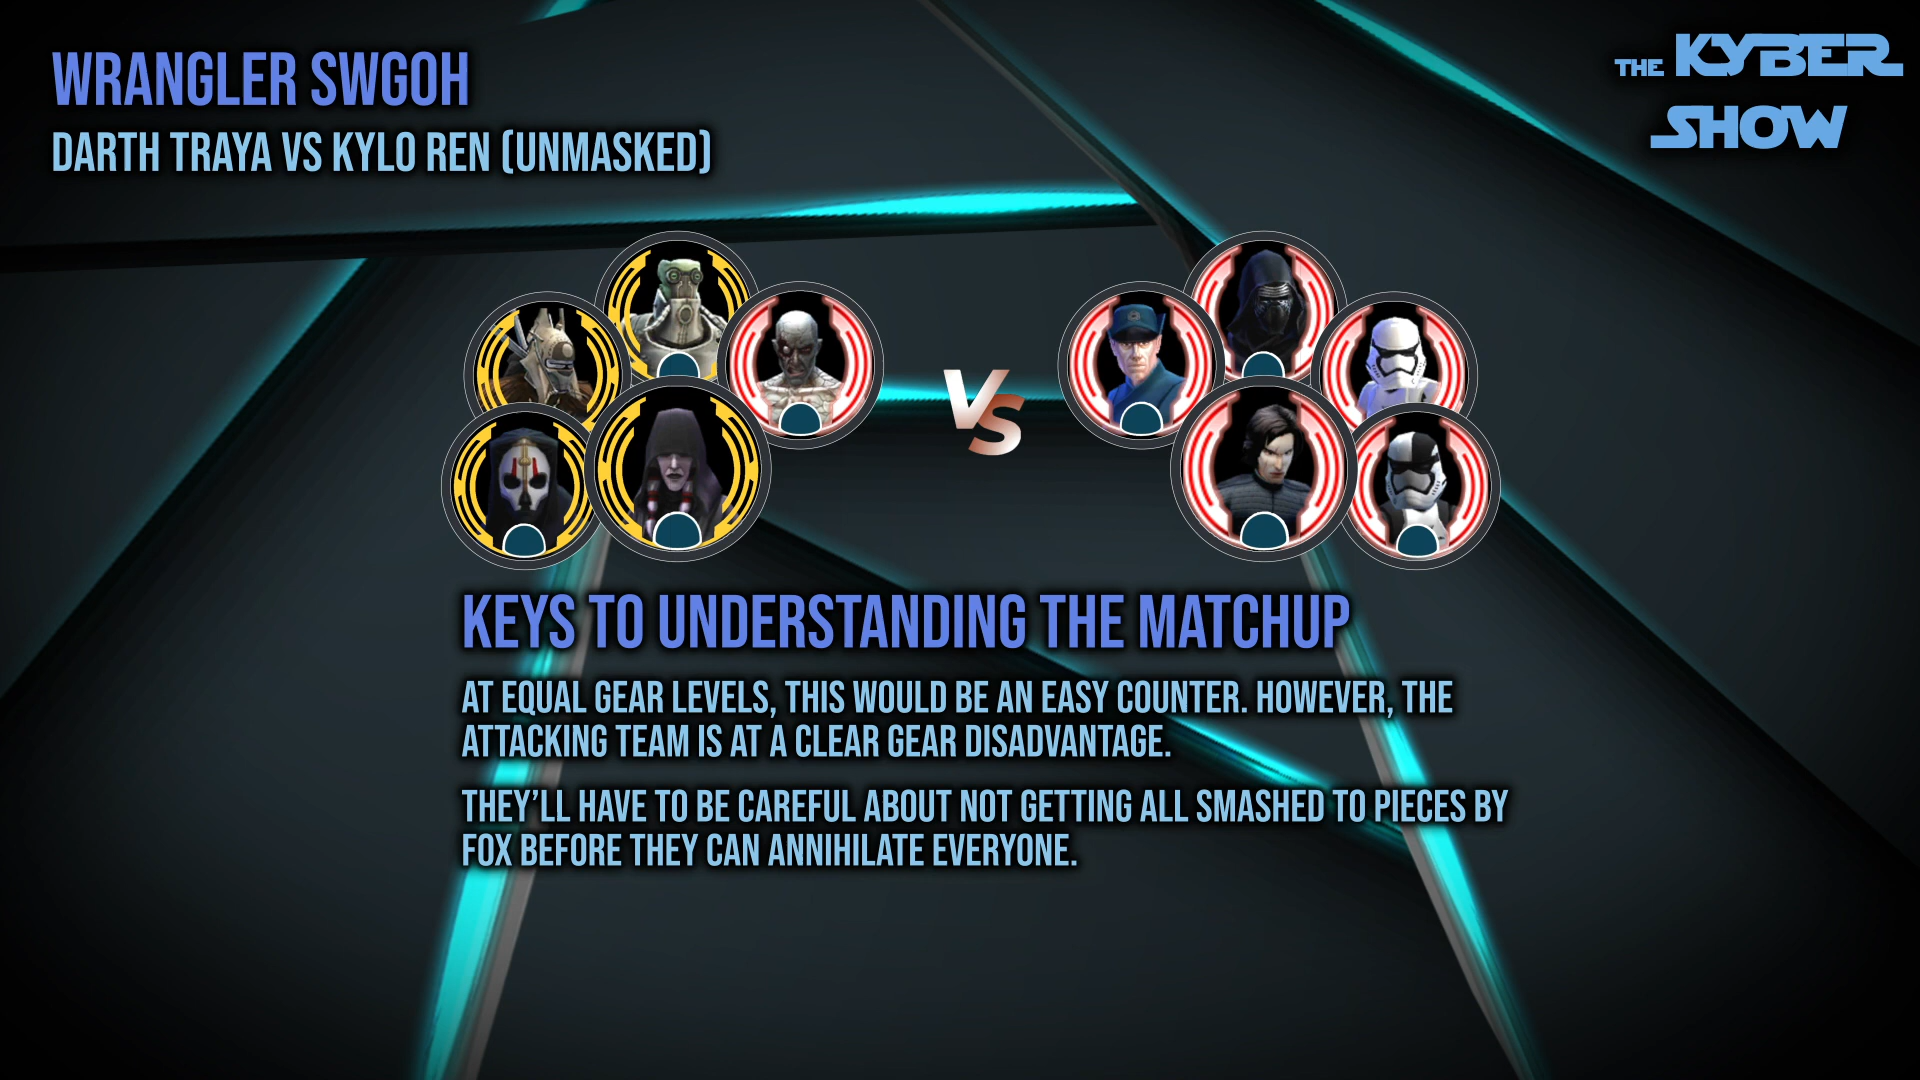 WRANGLER SWGOH
DARTH TRAYA VS KYLO REN (UNMASKED)
THE KYBER
SHOW
VS
KEYS TO UNDERSTANDING THE MATCHUP
AT EQUAL GEAR LEVELS, THIS WOULD BE AN EASY COUNTER. HOWEVER, THE
ATTACKING TEAM IS AT A CLEAR GEAR DISADVANTAGE.
THEY'LL HAVE TO BE CAREFUL ABOUT NOT GETTING ALL SMASHED TO PIECES BY
FOX BEFORE THEY CAN ANNIHILATE EVERYONE.